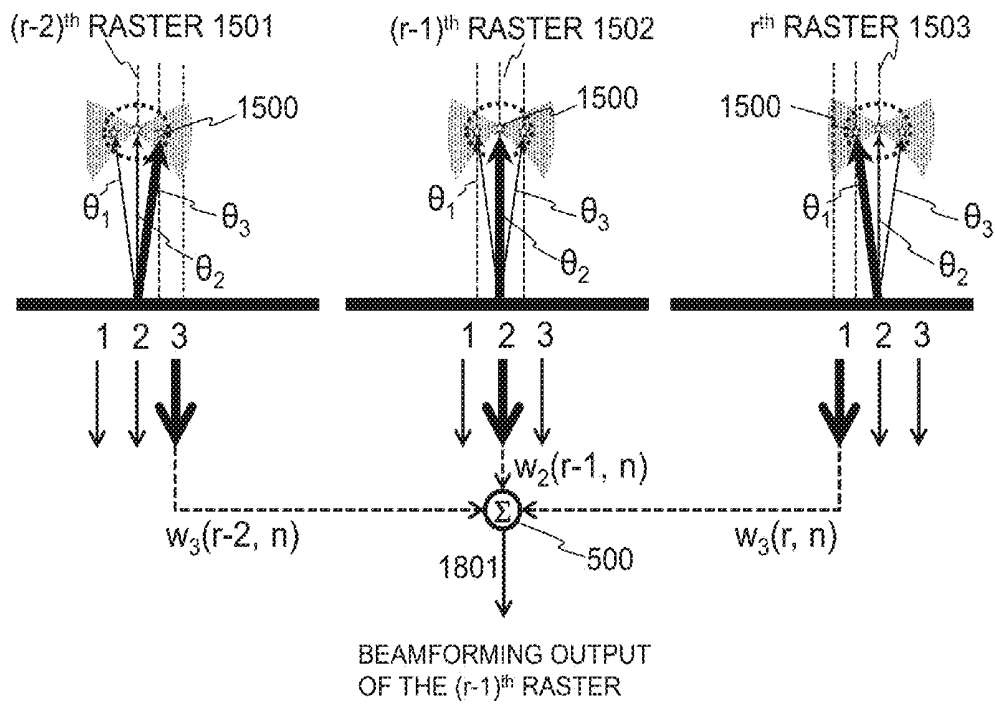 (r-2)th RASTER 1501
(r-1)th RASTER 1502
rth RASTER 1503
1500
1500
1500
θ1
θ3
θ2
θ1
θ3
θ2
θ1
θ3
θ2
1 2 3
1 2 3
1 2 3
w2(r-1, n)
Σ
w3(r-2, n)
w3(r, n)
500
1801
BEAMFORMING OUTPUT
OF THE (r-1)th RASTER